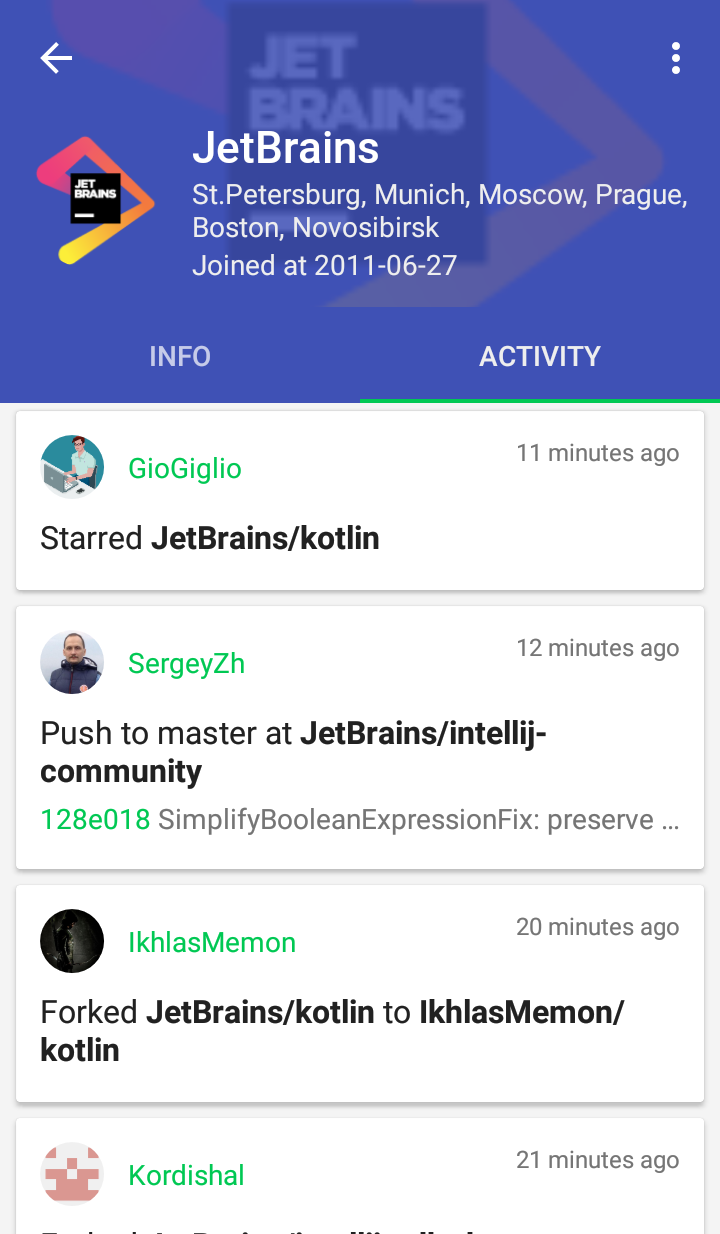 JET
BRAINS
JetBrains
JET
BRAINS
St.Petersburg, Munich, Moscow, Prague,
Boston, Novosibirsk
Joined at 2011-06-27
INFO
ACTIVITY
GioGiglio
11 minutes ago
Starred JetBrains/kotlin
SergeyZh
12 minutes ago
Push to master at JetBrains/intellij-
community
128e018 SimplifyBooleanExpressionFix: preserve ...
IkhlasMemon
20 minutes ago
Forked JetBrains/kotlin to IkhlasMemon/
kotlin
Kordishal
21 minutes ago